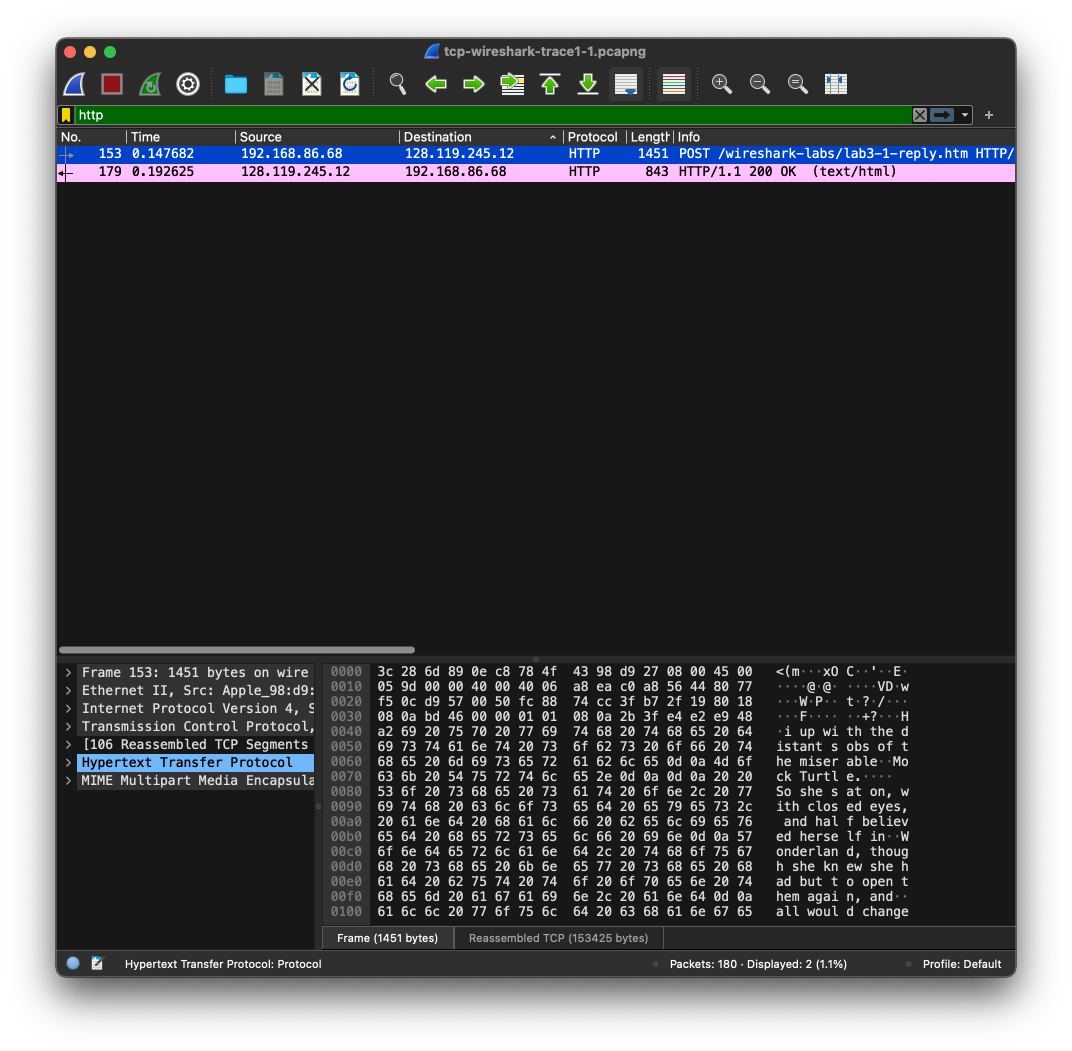 tcp-wireshark-trace1-1.pcapng
http
No. Time Source Destination Protocol Length Info
153 0.147682 192.168.86.68 128.119.245.12 HTTP 1451 POST /wireshark-labs/lab3-1-reply.htm HTTP/
179 0.192625 128.119.245.12 192.168.86.68 HTTP 843 HTTP/1.1 200 OK (text/html)
Frame 153: 1451 bytes on wire
Ethernet II, Src: Apple_98:d9:
Internet Protocol Version 4, S
Transmission Control Protocol,
[106 Reassembled TCP Segments
Hypertext Transfer Protocol
MIME Multipart Media Encapsula
0000 3c 28 6d 89 0e c8 78 4f 43 98 d9 27 08 00 45 00 <(m···xO C··'··E·
0010 05 9d 00 00 40 00 40 06 a8 ea c0 a8 56 44 80 77 ····@·@· ····VD·w
0020 f5 0c d9 57 00 50 fc 88 74 cc 3f b7 2f 19 80 18 ···W·P·· t·?·/···
0030 08 0a bd 46 00 00 01 01 08 0a 2b 3f e4 e2 e9 48 ···F···· ··+?···H
0040 a2 69 20 75 70 20 77 69 74 68 20 74 68 65 20 64 ·i up wi th the d
0050 69 73 74 61 6e 74 20 73 6f 62 73 20 6f 66 20 74 istant s obs of t
0060 68 65 20 6d 69 73 65 72 61 62 6c 65 0d 0a 4d 6f he miser able··Mo
0070 63 6b 20 54 75 72 74 6c 65 2e 0d 0a 0d 0a 20 20 ck Turtl e.····
0080 53 6f 20 73 68 65 20 73 61 74 20 6f 6e 2c 20 77 So she s at on, w
0090 69 74 68 20 63 6c 6f 73 65 64 20 65 79 65 73 2c ith clos ed eyes,
00a0 20 61 6e 64 20 68 61 6c 66 20 62 65 6c 69 65 76 and hal f believ
00b0 65 64 20 68 65 72 73 65 6c 66 20 69 6e 20 0d 0a 57 ed herse lf in··W
00c0 6f 6e 64 65 72 6c 61 6e 64 2c 20 74 68 6f 75 67 onderlan d, thoug
00d0 68 20 73 68 65 20 6b 6e 65 77 20 73 68 65 20 68 h she kn ew she h
00e0 61 64 20 62 75 74 20 74 6f 20 6f 70 65 6e 20 74 ad but t o open t
00f0 68 65 6d 20 61 67 61 69 6e 2c 20 61 6e 64 0d 0a hem agai n, and··
0100 61 6c 6c 20 77 6f 75 6c 64 20 63 68 61 6e 67 65 all woul d change
Frame (1451 bytes) Reassembled TCP (153425 bytes)
Hypertext Transfer Protocol: Protocol Packets: 180 · Displayed: 2 (1.1%) Profile: Default